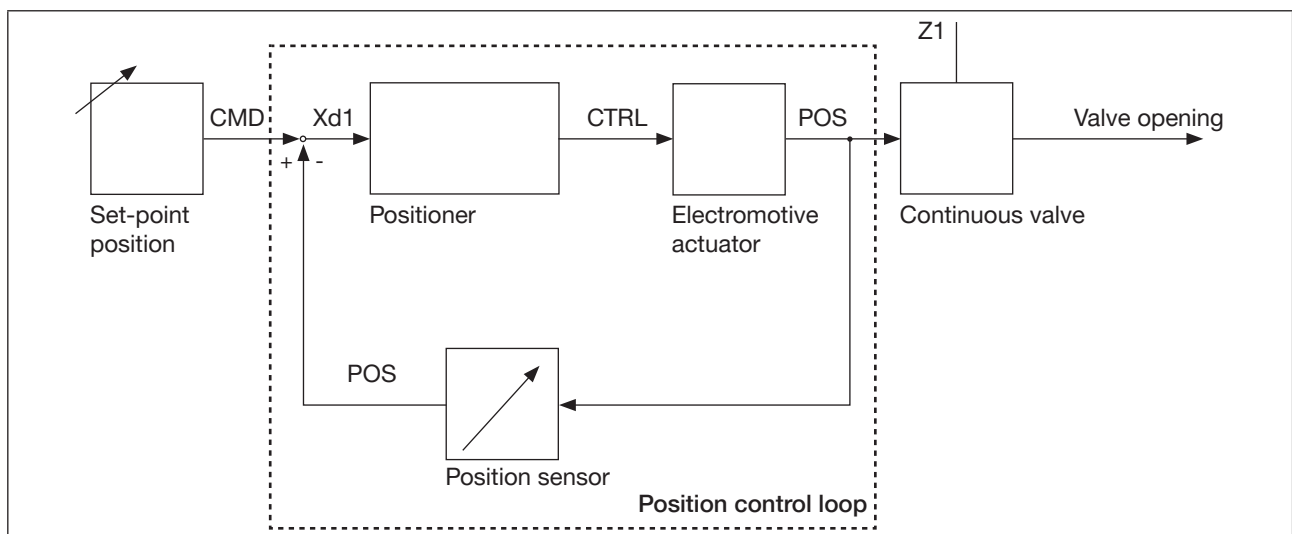 Z1
CMD
Xd1
CTRL
POS
Valve opening
+ -
Set-point
position
Positioner
Electromotive
actuator
Continuous valve
POS
Position sensor
Position control loop